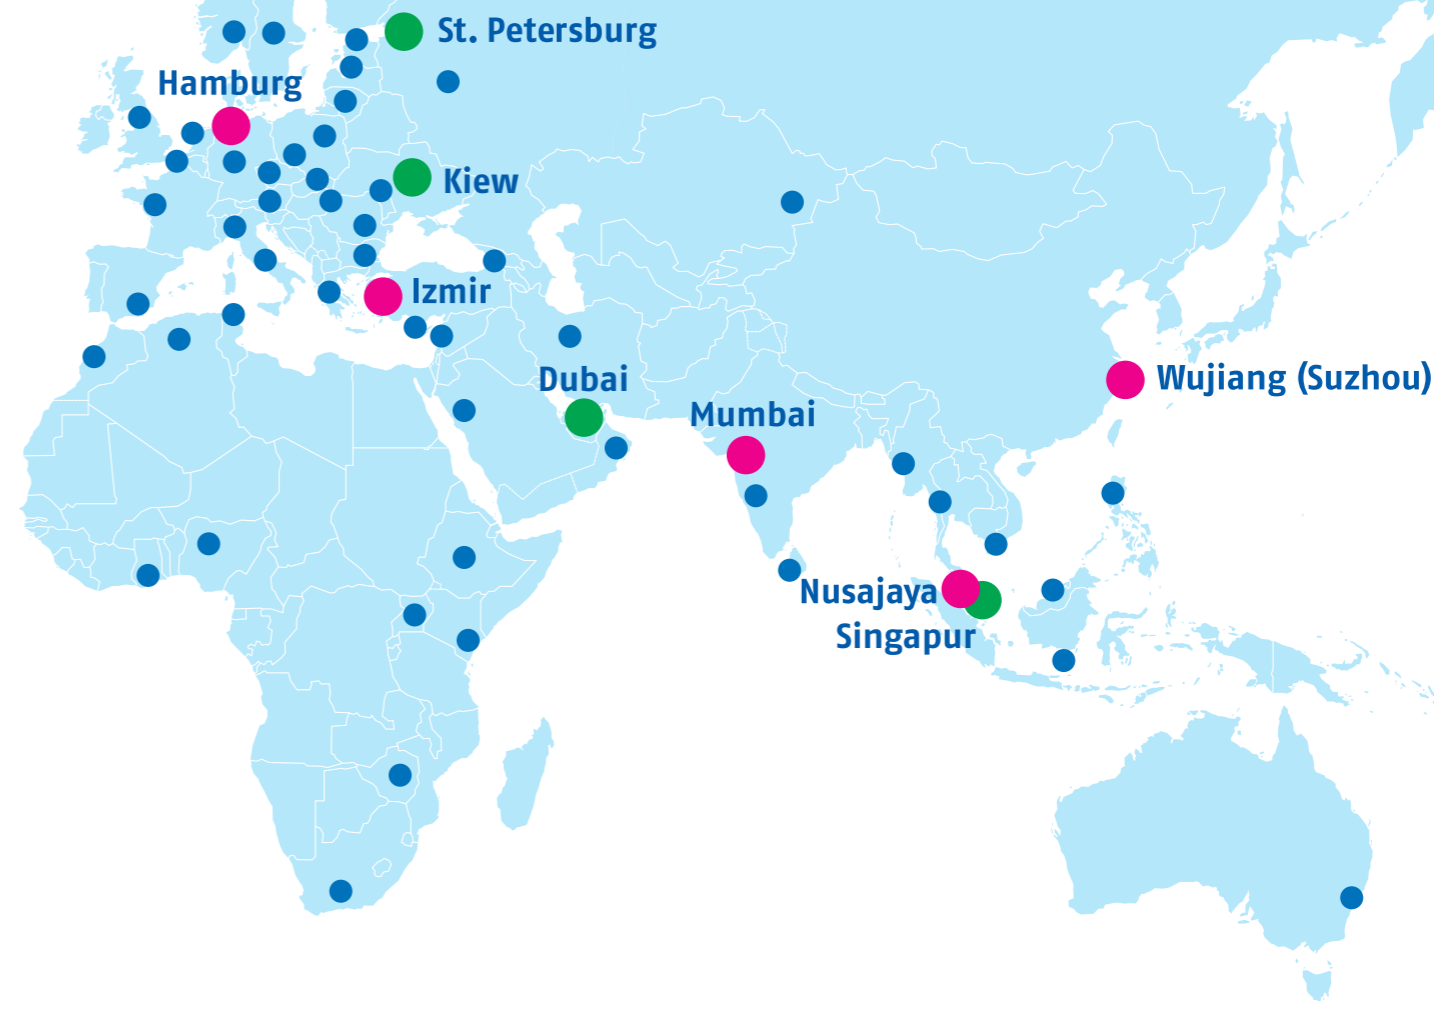 St. Petersburg
Hamburg
Kiew
Izmir
Dubai
Wujiang (Suzhou)
Mumbai
Nusajaya
Singapur